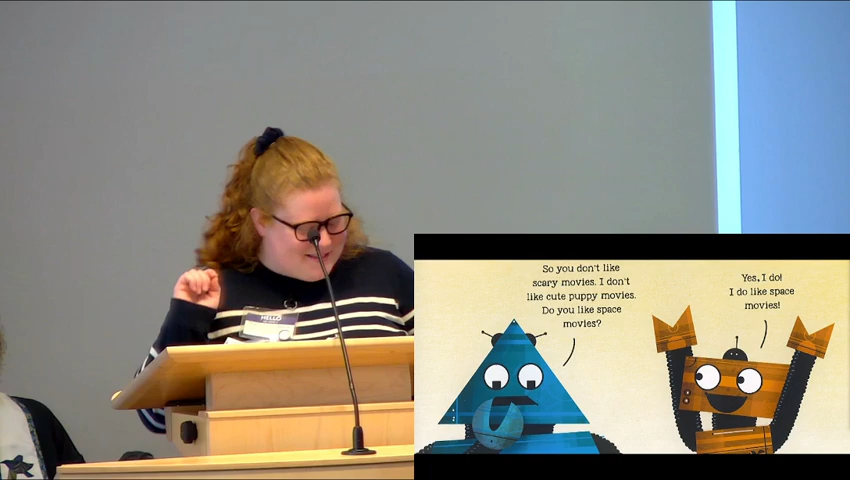 HELLO
So you don't like
scary movies. I don't
like cute puppy movies.
Do you like space
movies?
Yes, I do!
I do like space
movies!